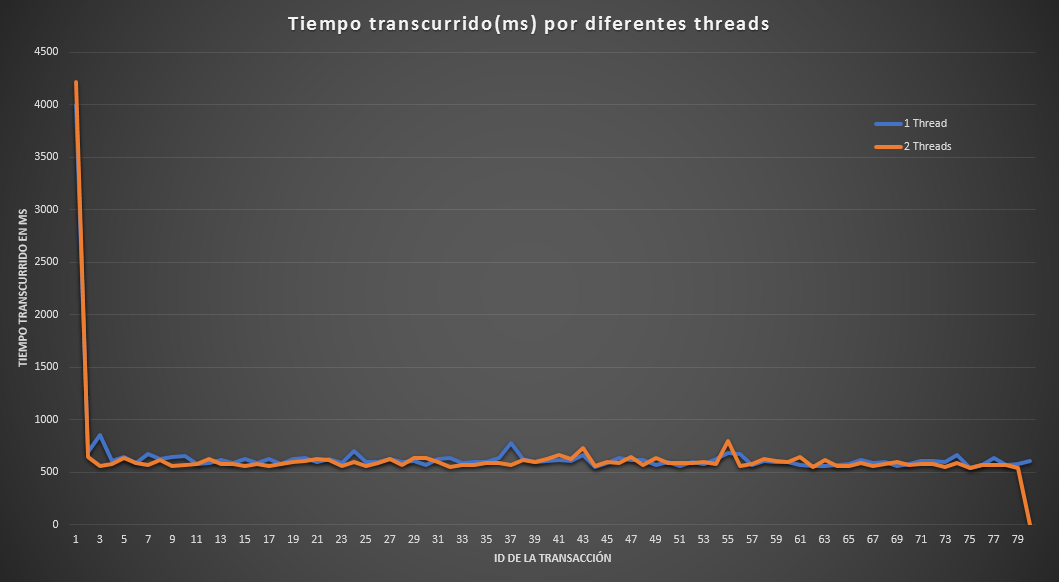 Tiempo transcurrido(ms) por diferentes threads
4500
4000
3500
3000
2500
2000
1500
1000
500
0
TIEMPO TRANSCURRIDO EN MS
1 Thread
2 Threads
1 3 5 7 9 11 13 15 17 19 21 23 25 27 29 31 33 35 37 39 41 43 45 47 49 51 53 55 57 59 61 63 65 67 69 71 73 75 77 79
ID DE LA TRANSACCIÓN